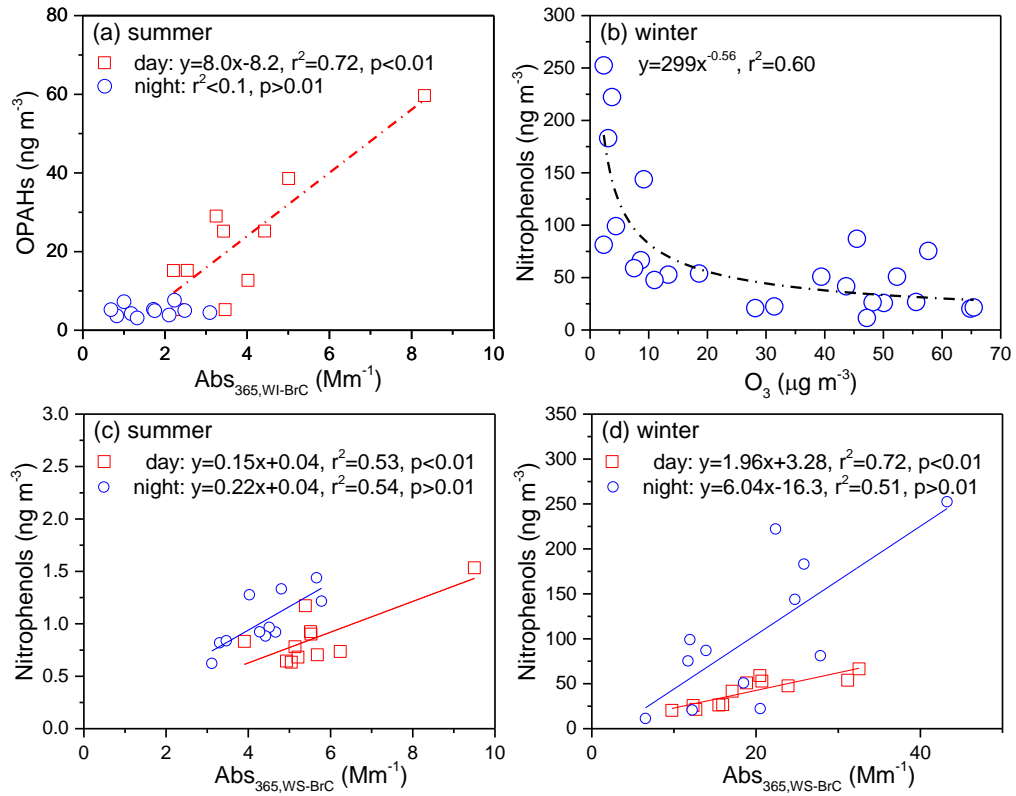 (a) summer
day: y=8.0x-8.2, r²=0.72, p<0.01
night: r²<0.1, p>0.01
OPAHs (ng m⁻³)
80
60
40
20
0
0 2 4 6 8 10
Abs₃₆₅,WI-BrC (Mm⁻¹)
(b) winter
y=299x⁻⁰·⁵⁶, r²=0.60
Nitrophenols (ng m⁻³)
300
250
200
150
100
50
0
0 10 20 30 40 50 60 70
O₃ (μg m⁻³)
(c) summer
day: y=0.15x+0.04, r²=0.53, p<0.01
night: y=0.22x+0.04, r²=0.54, p>0.01
Nitrophenols (ng m⁻³)
3.0
2.5
2.0
1.5
1.0
0.5
0.0
0 2 4 6 8 10
Abs₃₆₅,WS-BrC (Mm⁻¹)
(d) winter
day: y=1.96x+3.28, r²=0.72, p<0.01
night: y=6.04x-16.3, r²=0.51, p>0.01
Nitrophenols (ng m⁻³)
350
300
250
200
150
100
50
0
0 20 40
Abs₃₆₅,WS-BrC (Mm⁻¹)